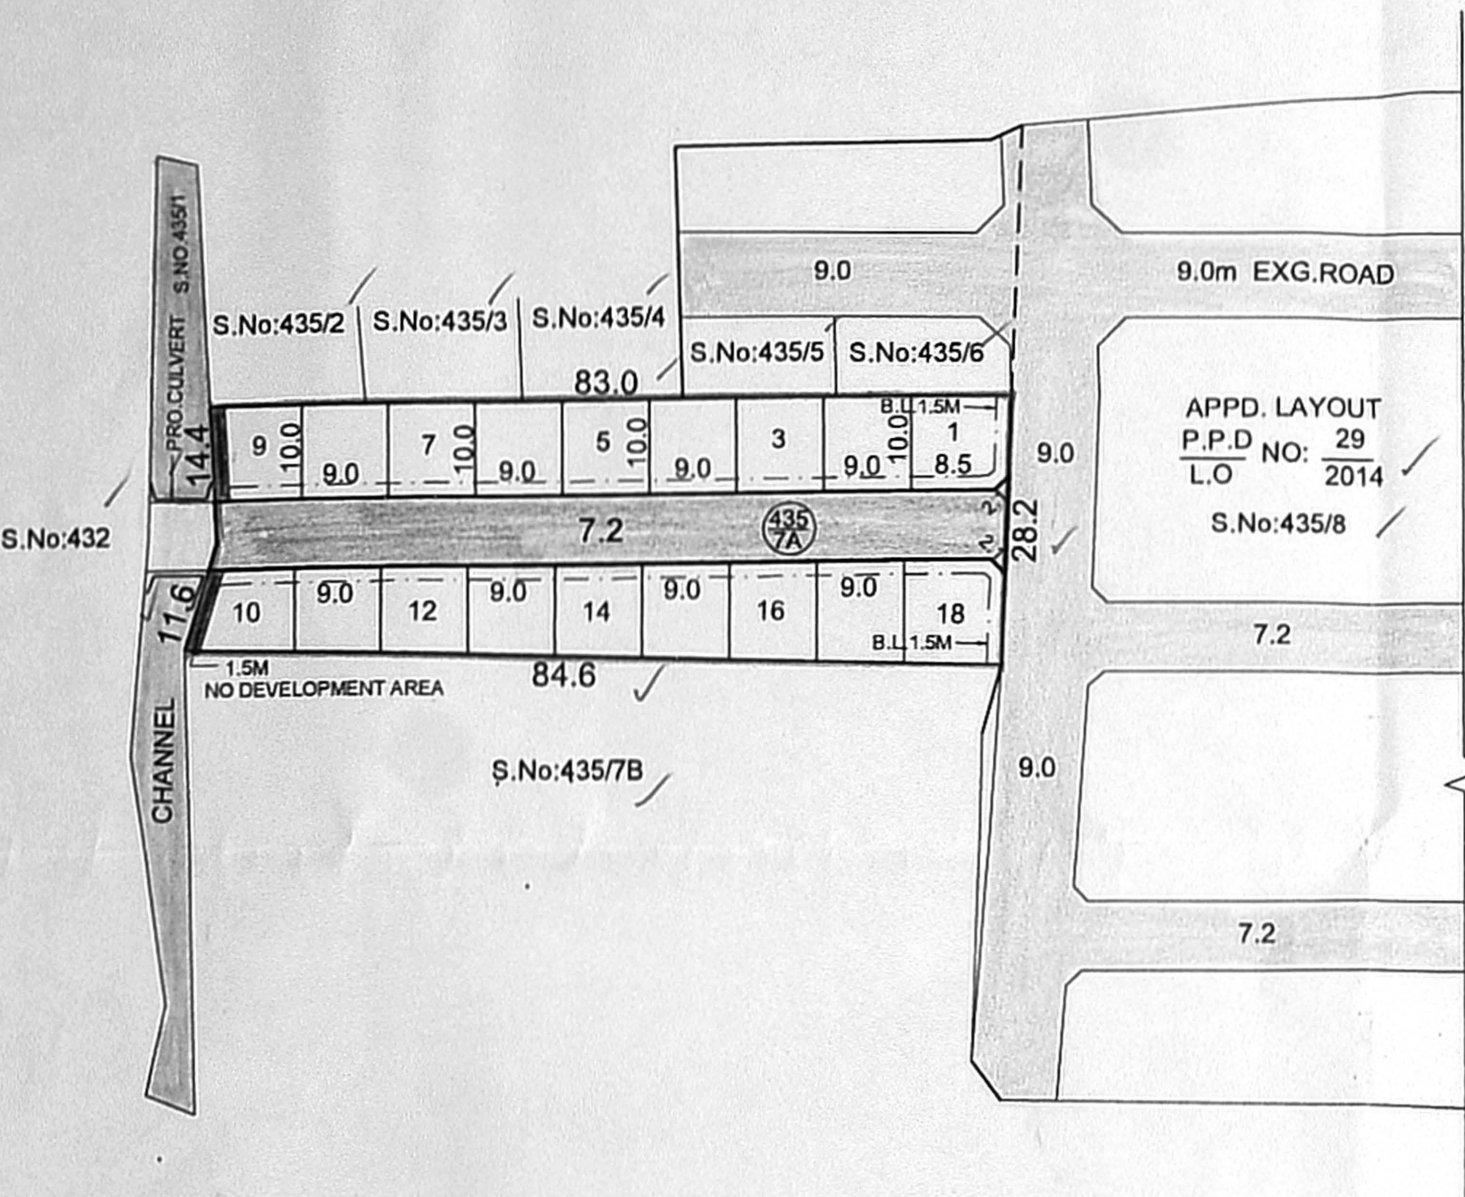 S.NO.435/1
PRO.CULVERT
9.0
9.0m EXG.ROAD
S.No:435/2
S.No:435/3
S.No:435/4
S.No:435/5
S.No:435/6
83.0
14.4
9
10.0
9.0
7
10.0
9.0
5
10.0
9.0
3
9.0
10.0
B.L 1.5M
1
8.5
9.0
APPD. LAYOUT
P.P.D
L.O
NO:
29
2014
S.No:435/8
S.No:432
7.2
435
7A
2
2
28.2
11.6
10
9.0
12
9.0
14
9.0
16
9.0
18
B.L 1.5M
7.2
1.5M
NO DEVELOPMENT AREA
84.6
CHANNEL
S.No:435/7B
9.0
7.2